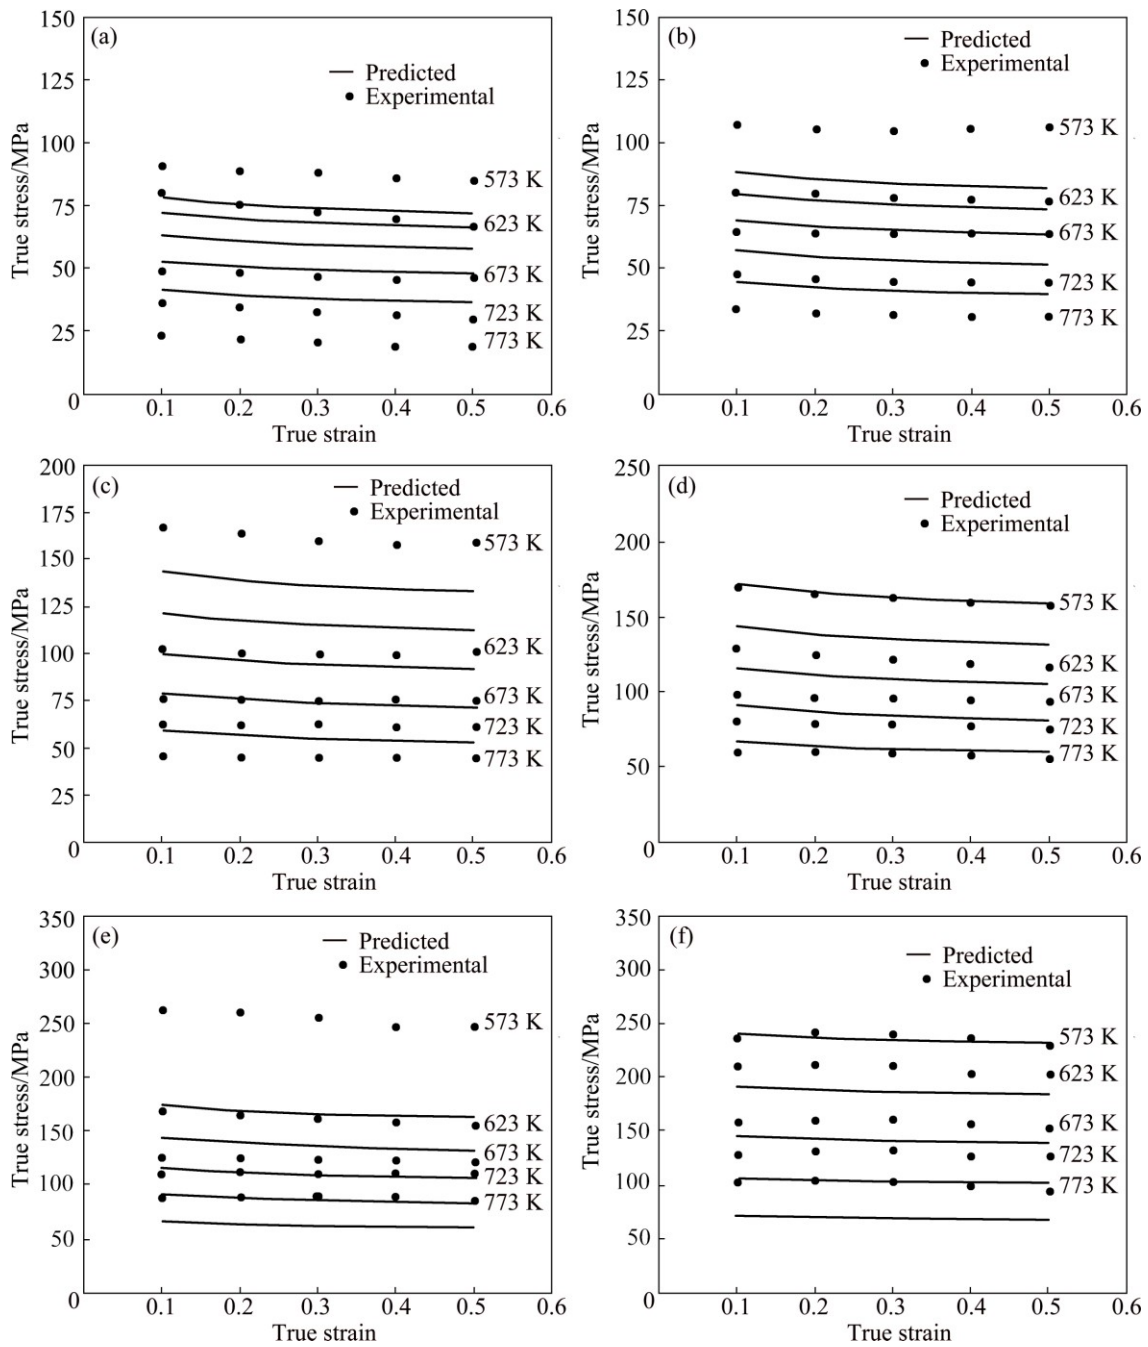 (a)
Predicted
Experimental
True stress/MPa
150
125
100
75
50
25
0
573 K
623 K
673 K
723 K
773 K
0.1 0.2 0.3 0.4 0.5 0.6
True strain
(b)
Predicted
Experimental
True stress/MPa
150
125
100
75
50
25
0
573 K
623 K
673 K
723 K
773 K
0.1 0.2 0.3 0.4 0.5 0.6
True strain
(c)
Predicted
Experimental
True stress/MPa
200
175
150
125
100
75
50
25
0
573 K
623 K
673 K
723 K
773 K
0.1 0.2 0.3 0.4 0.5 0.6
True strain
(d)
Predicted
Experimental
True stress/MPa
250
200
150
100
50
0
573 K
623 K
673 K
723 K
773 K
0.1 0.2 0.3 0.4 0.5 0.6
True strain
(e)
Predicted
Experimental
True stress/MPa
350
300
250
200
150
100
50
0
573 K
623 K
673 K
723 K
773 K
0.1 0.2 0.3 0.4 0.5 0.6
True strain
(f)
Predicted
Experimental
True stress/MPa
350
300
250
200
150
100
50
0
573 K
623 K
673 K
723 K
773 K
0.1 0.2 0.3 0.4 0.5 0.6
True strain